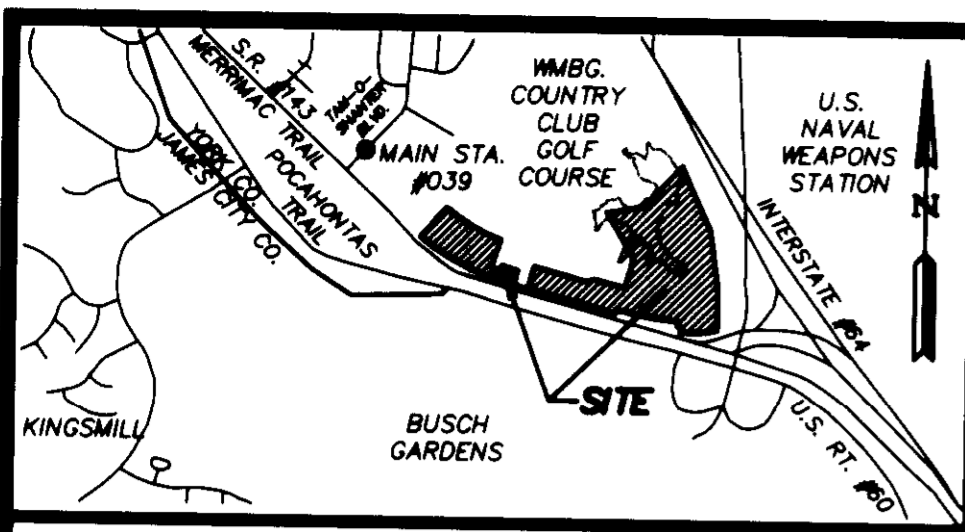 S.R.
#143
MERRIMAC TRAIL
TAM-O-
SHANTER
BLVD.
MAIN STA.
#039
WMBG.
COUNTRY
CLUB
GOLF
COURSE
U.S.
NAVAL
WEAPONS
STATION
N
INTERSTATE #64
YORK CO.
JAMES CITY CO.
POCAHONTAS
TRAIL
SITE
KINGSMILL
BUSCH
GARDENS
U.S. RT. #60